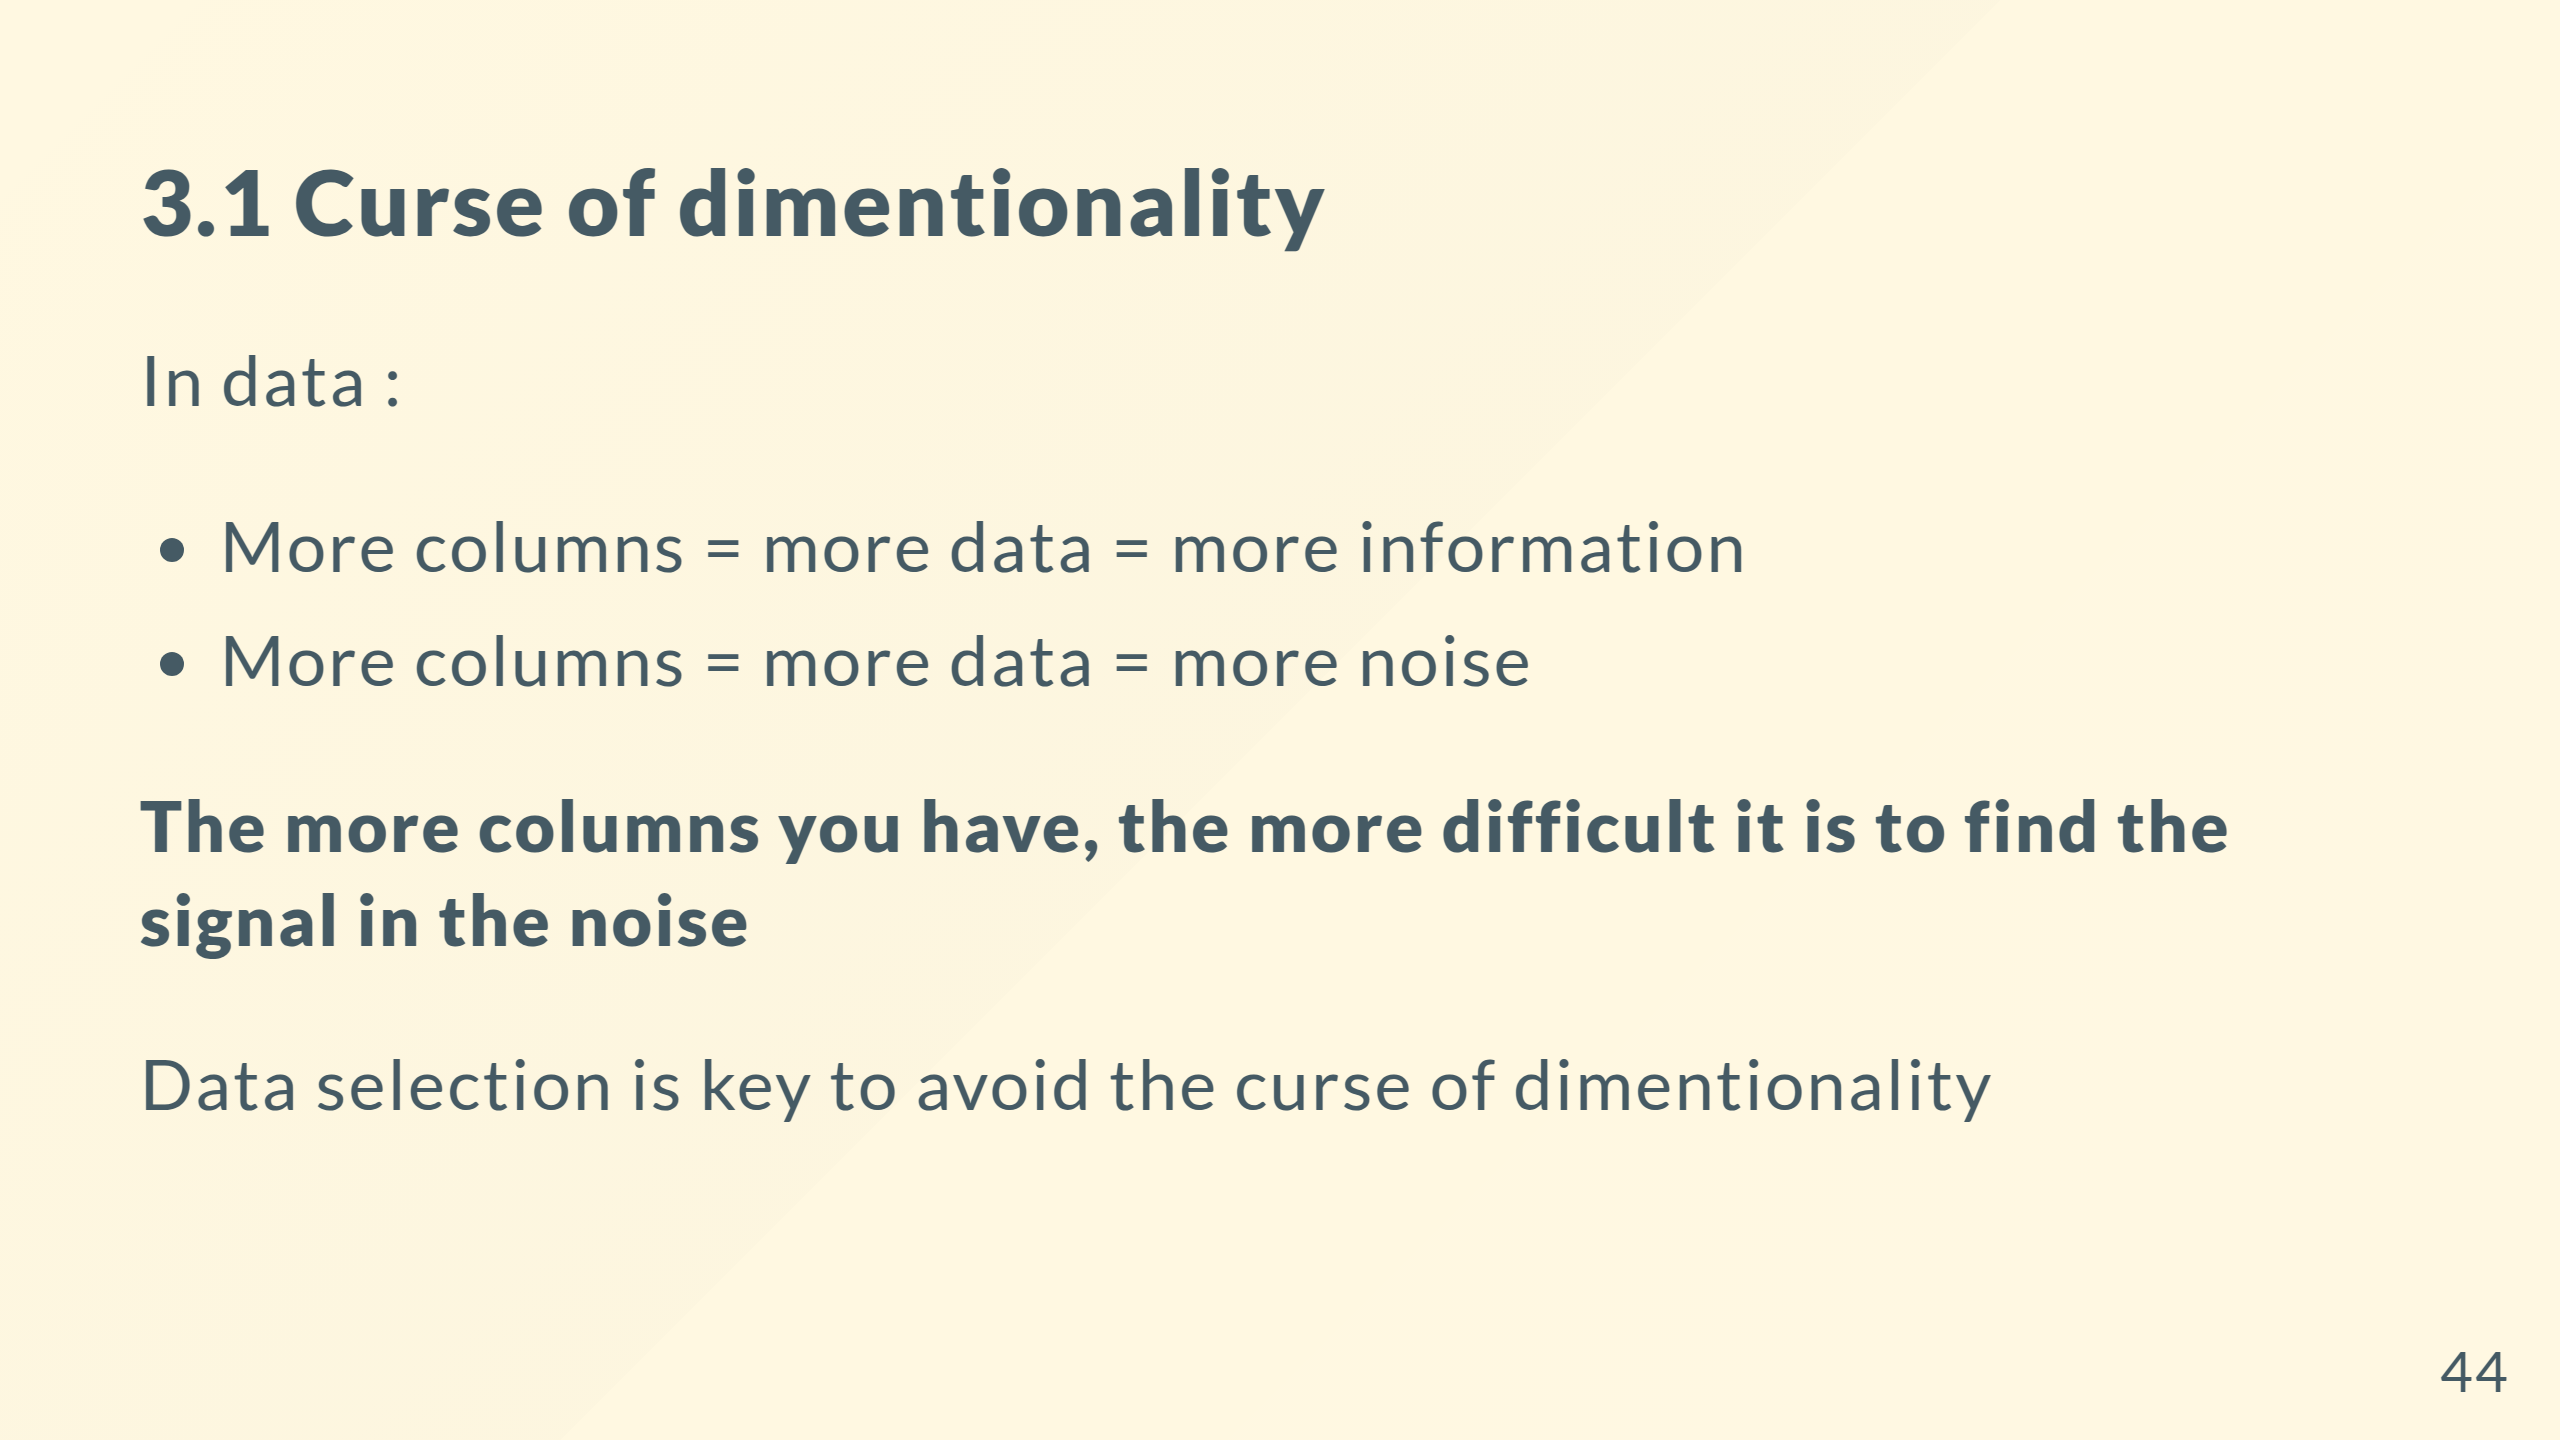 3.1 Curse of dimentionality
In data :
• More columns = more data = more information
• More columns = more data = more noise
The more columns you have, the more difficult it is to find the
signal in the noise
Data selection is key to avoid the curse of dimentionality
44